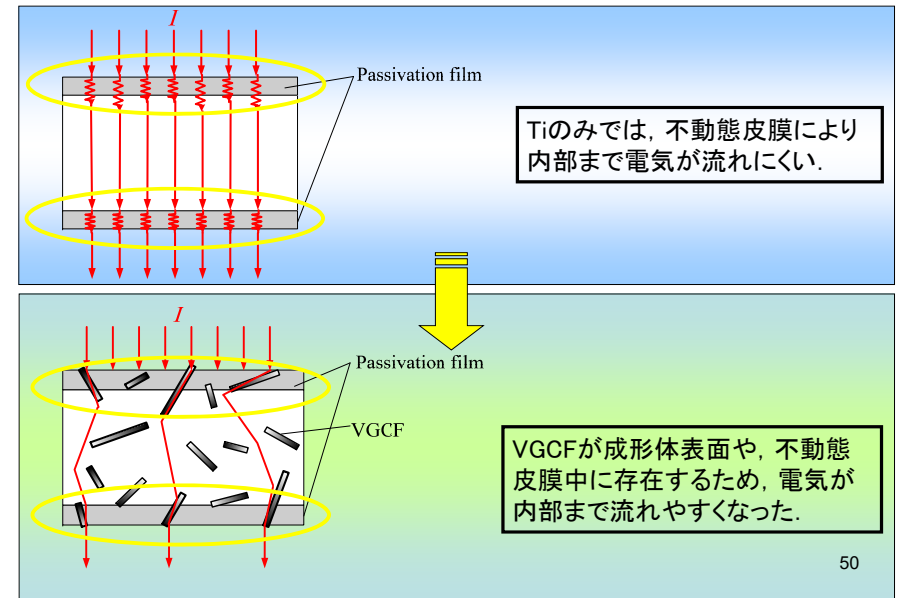 I
Passivation film
Tiのみでは，不動態皮膜により
内部まで電気が流れにくい．
I
Passivation film
VGCF
VGCFが成形体表面や，不動態
皮膜中に存在するため，電気が
内部まで流れやすくなった．
50